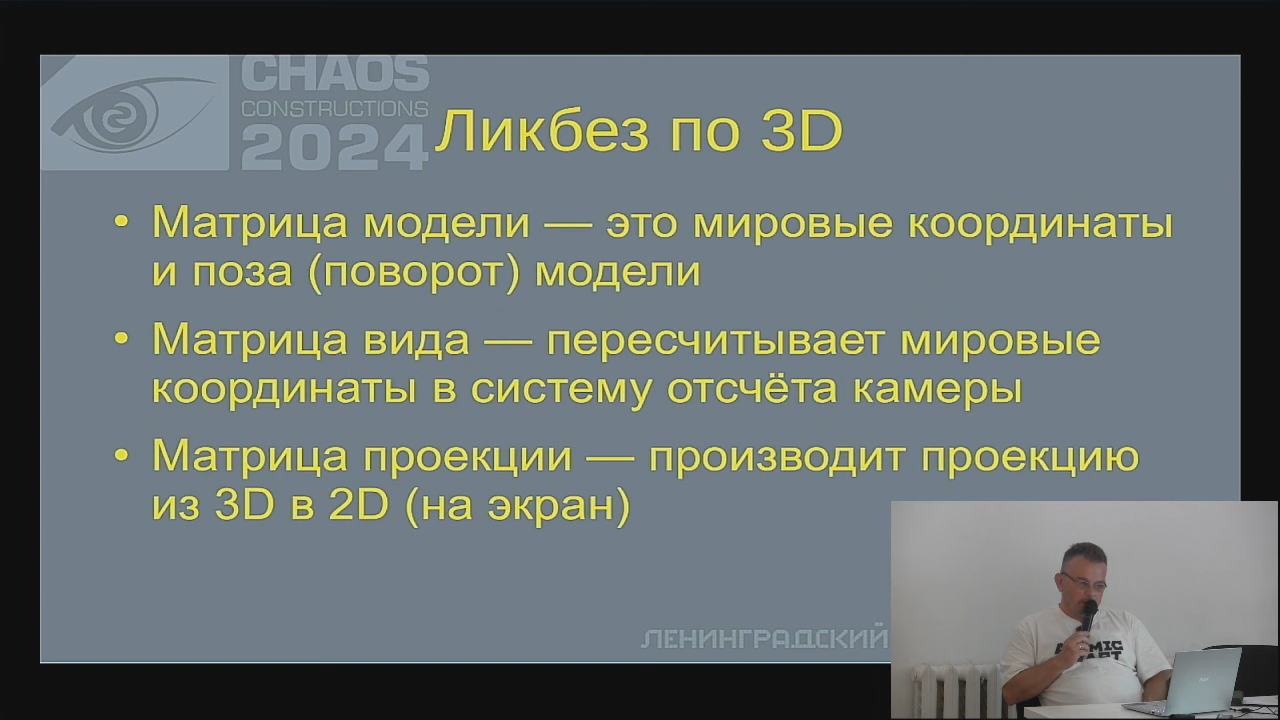 CHAOS
CONSTRUCTIONS
2024
Ликбез по 3D
• Матрица модели — это мировые координаты
и поза (поворот) модели
• Матрица вида — пересчитывает мировые
координаты в систему отсчёта камеры
• Матрица проекции — производит проекцию
из 3D в 2D (на экран)
ЛЕНИНГРАДСКИЙ